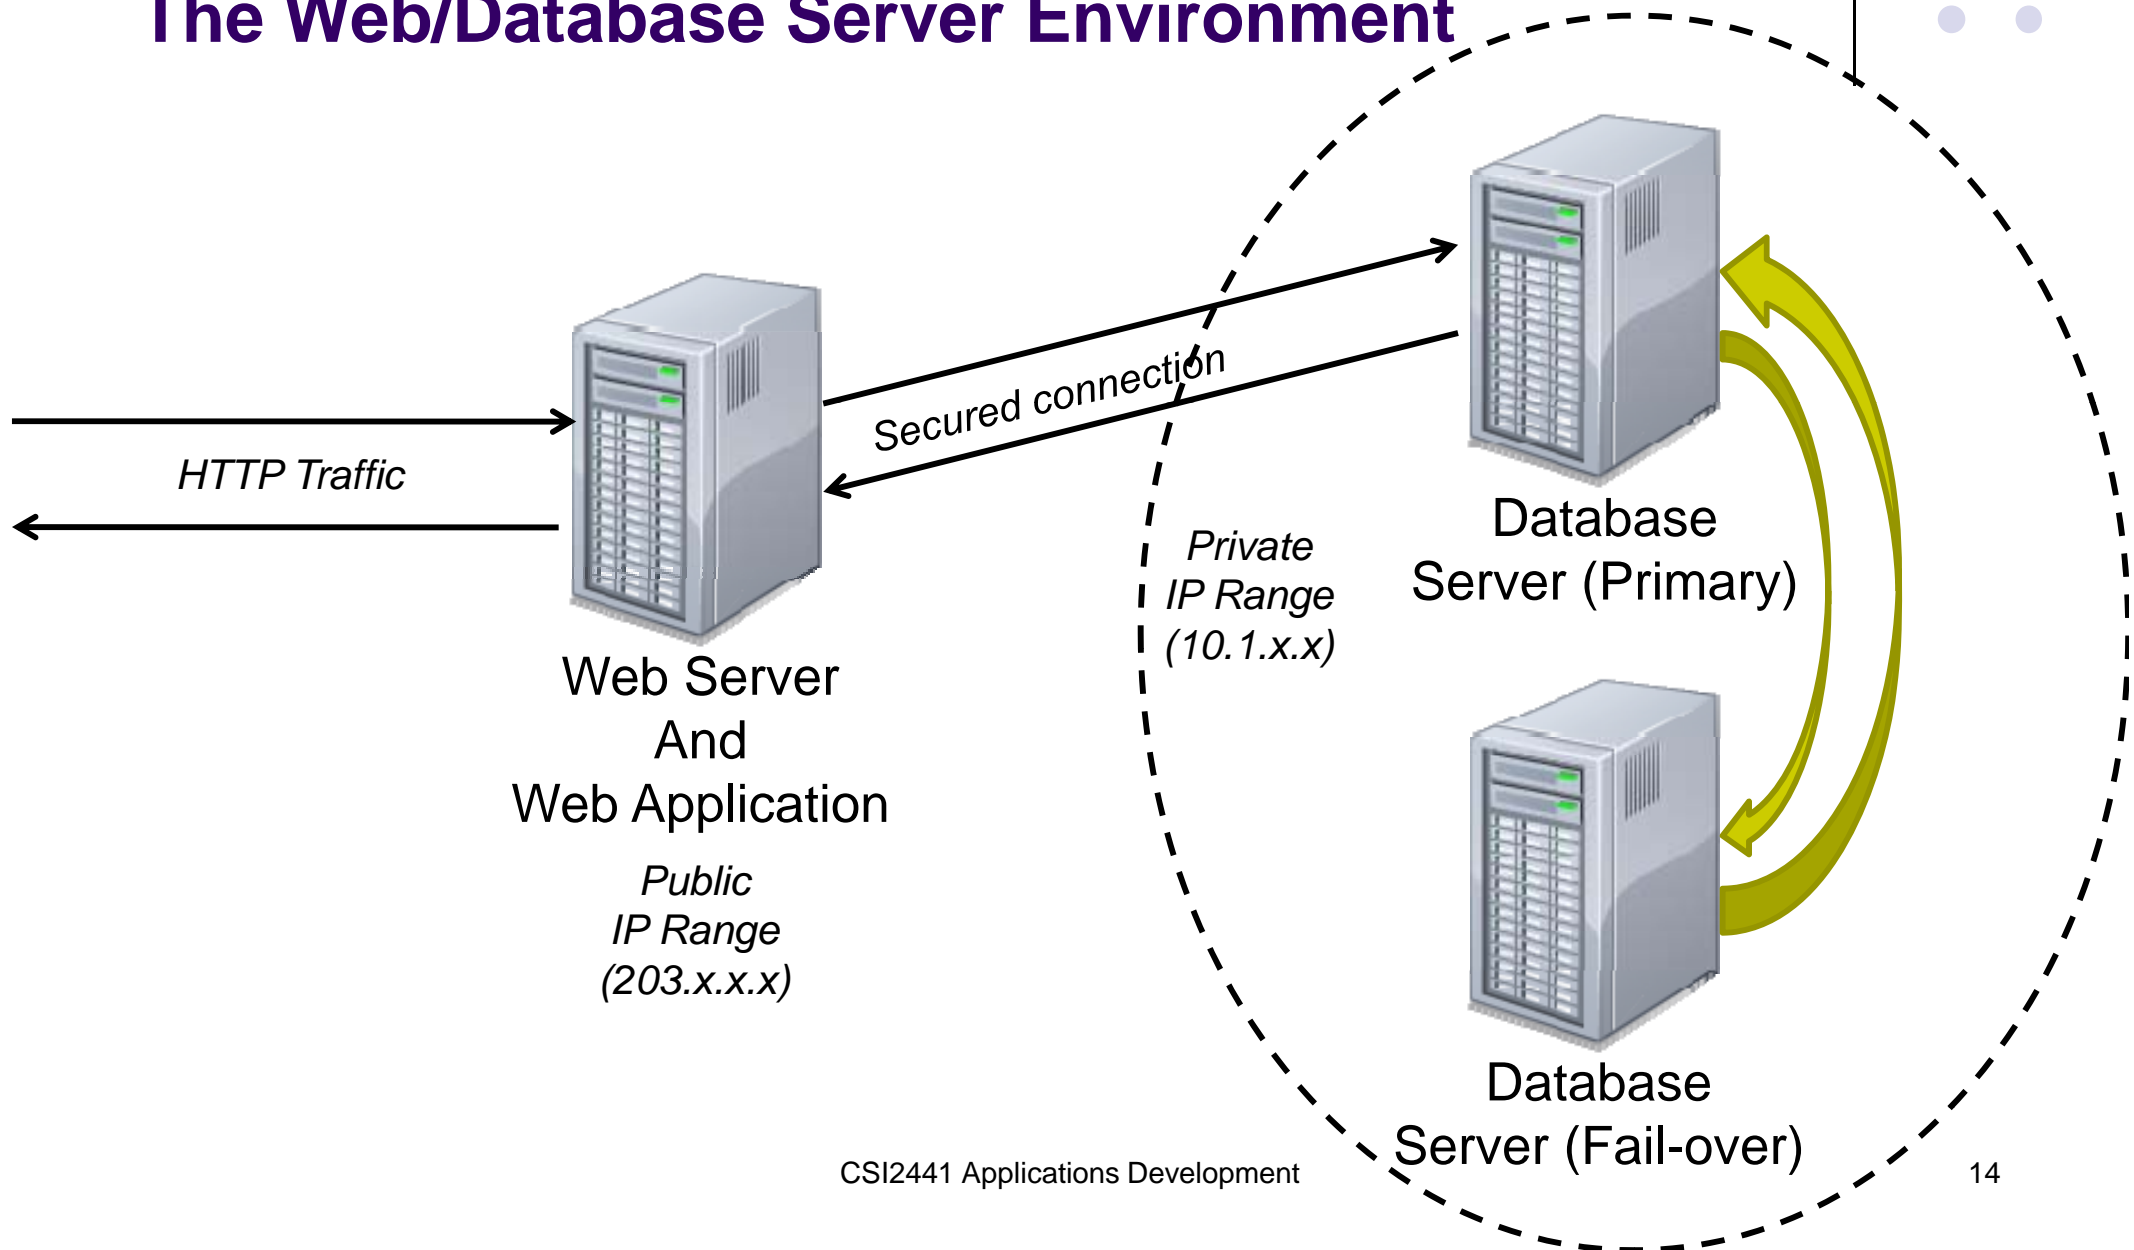 The Web/Database Server Environment
HTTP Traffic
Secured connection
Web Server
And
Web Application
Public
IP Range
(203.x.x.x)
Private
IP Range
(10.1.x.x)
Database
Server (Primary)
Database
Server (Fail-over)
CSI2441 Applications Development
14